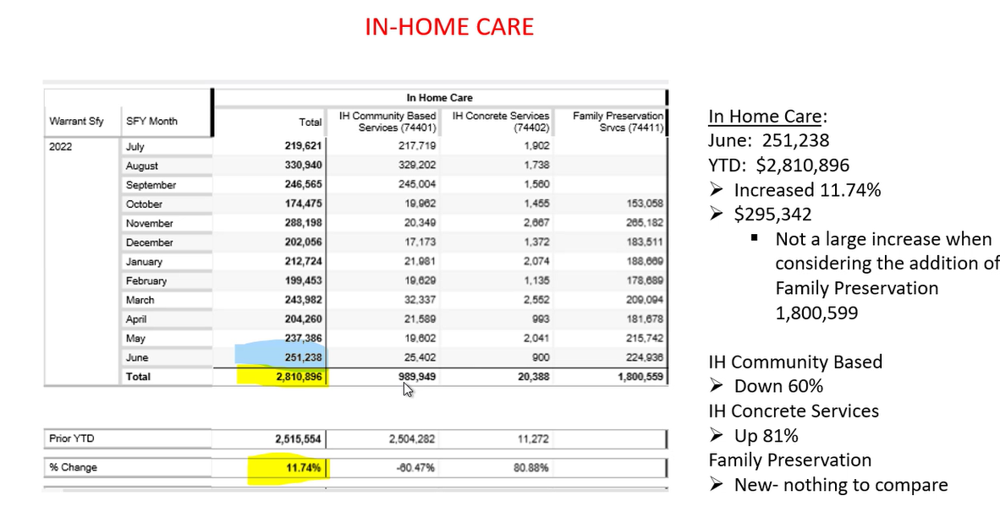 IN-HOME CARE
In Home Care
Warrant Sfy SFY Month Total IH Community Based Services (74401) IH Concrete Services (74402) Family Preservation Srvcs (74411)
2022 July 219,621 217,719 1,902
August 330,940 329,202 1,738
September 246,565 245,004 1,560
October 174,475 19,962 1,455 153,058
November 288,198 20,349 2,667 265,182
December 202,056 17,173 1,372 183,511
January 212,724 21,981 2,074 188,669
February 199,453 19,629 1,135 178,689
March 243,982 32,337 2,552 209,094
April 204,260 21,589 993 181,678
May 237,386 19,602 2,041 215,742
June 251,238 25,402 900 224,936
Total 2,810,896 989,949 20,388 1,800,559
Prior YTD 2,515,554 2,504,282 11,272
% Change 11.74% -60.47% 80.88%
In Home Care:
June: 251,238
YTD: $2,810,896
➢ Increased 11.74%
➢ $295,342
▪ Not a large increase when
considering the addition of
Family Preservation
1,800,599
IH Community Based
➢ Down 60%
IH Concrete Services
➢ Up 81%
Family Preservation
➢ New- nothing to compare